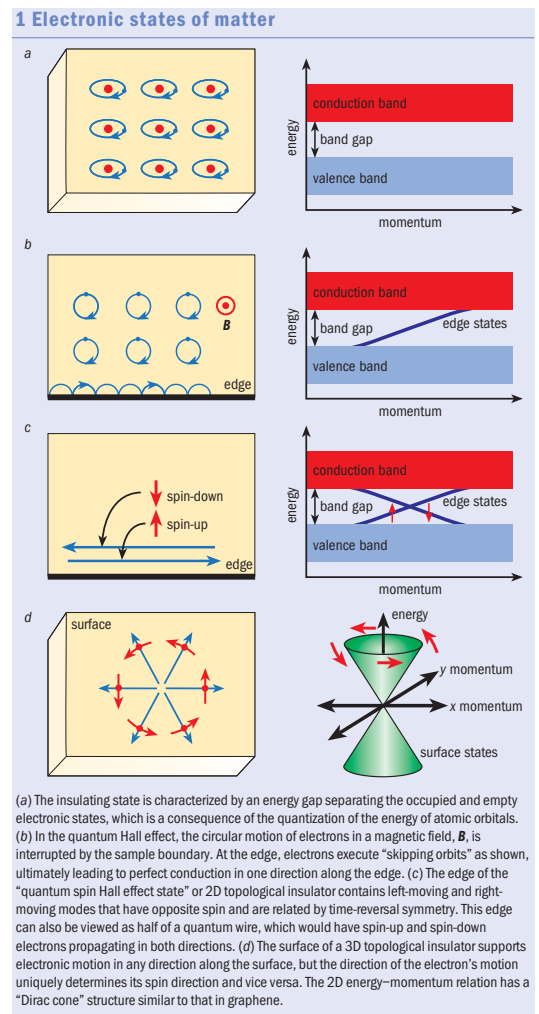 1 Electronic states of matter
a
conduction band
band gap
valence band
energy
momentum
b
B
edge
conduction band
band gap
edge states
valence band
energy
momentum
c
spin-down
spin-up
edge
conduction band
band gap
edge states
valence band
energy
momentum
d
surface
energy
y momentum
x momentum
surface states
(a) The insulating state is characterized by an energy gap separating the occupied and empty
electronic states, which is a consequence of the quantization of the energy of atomic orbitals.
(b) In the quantum Hall effect, the circular motion of electrons in a magnetic field, B, is
interrupted by the sample boundary. At the edge, electrons execute “skipping orbits” as shown,
ultimately leading to perfect conduction in one direction along the edge. (c) The edge of the
“quantum spin Hall effect state” or 2D topological insulator contains left-moving and right-
moving modes that have opposite spin and are related by time-reversal symmetry. This edge
can also be viewed as half of a quantum wire, which would have spin-up and spin-down
electrons propagating in both directions. (d) The surface of a 3D topological insulator supports
electronic motion in any direction along the surface, but the direction of the electron’s motion
uniquely determines its spin direction and vice versa. The 2D energy–momentum relation has a
“Dirac cone” structure similar to that in graphene.